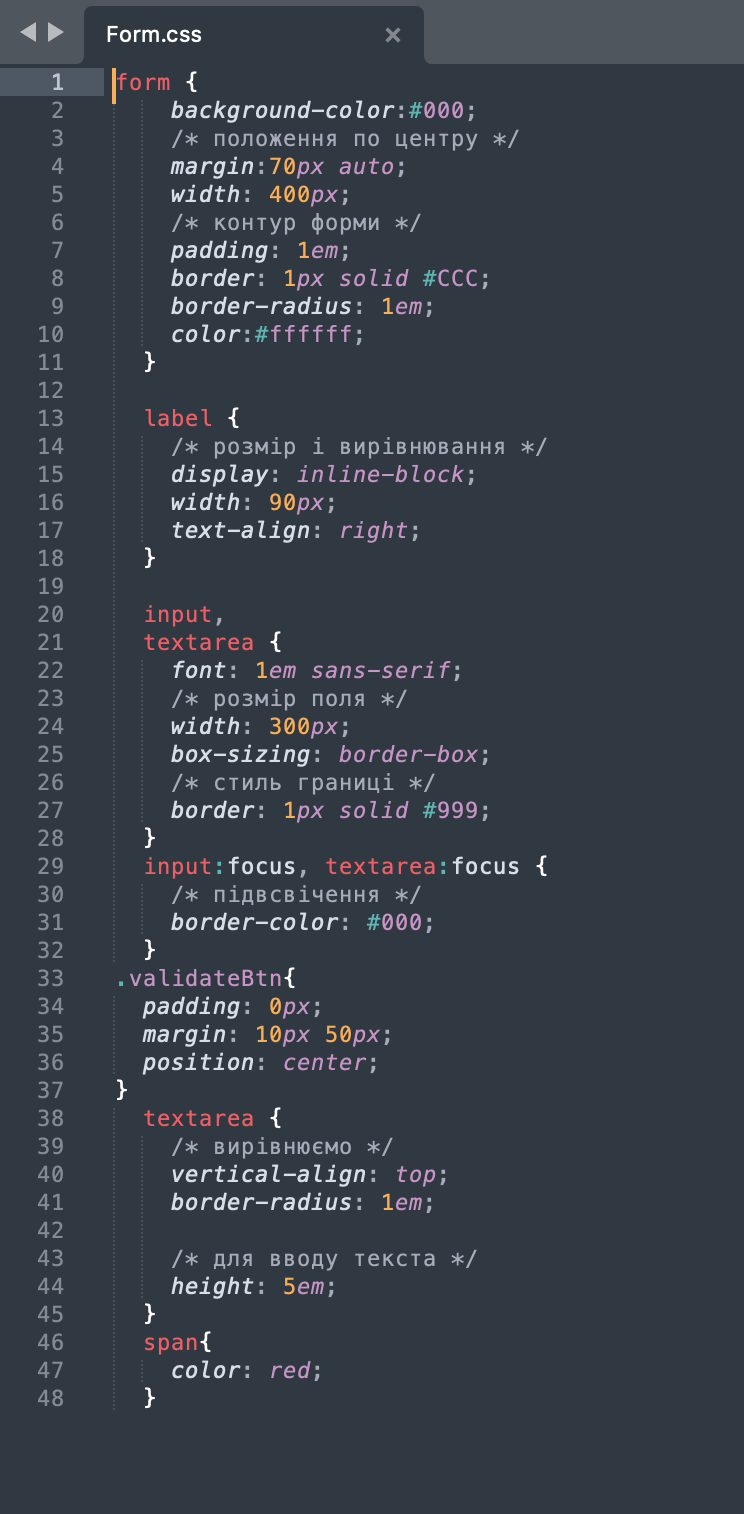 Form.css
1 form {
2 background-color:#000;
3 /* положення по центру */
4 margin:70px auto;
5 width: 400px;
6 /* контур форми */
7 padding: 1em;
8 border: 1px solid #CCC;
9 border-radius: 1em;
10 color:#ffffff;
11 }
12
13 label {
14 /* розмір і вирівнювання */
15 display: inline-block;
16 width: 90px;
17 text-align: right;
18 }
19
20 input,
21 textarea {
22 font: 1em sans-serif;
23 /* розмір поля */
24 width: 300px;
25 box-sizing: border-box;
26 /* стиль границі */
27 border: 1px solid #999;
28 }
29 input:focus, textarea:focus {
30 /* підвсвічення */
31 border-color: #000;
32 }
33 .validateBtn{
34 padding: 0px;
35 margin: 10px 50px;
36 position: center;
37 }
38 textarea {
39 /* вирівнюємо */
40 vertical-align: top;
41 border-radius: 1em;
42
43 /* для вводу текста */
44 height: 5em;
45 }
46 span{
47 color: red;
48 }